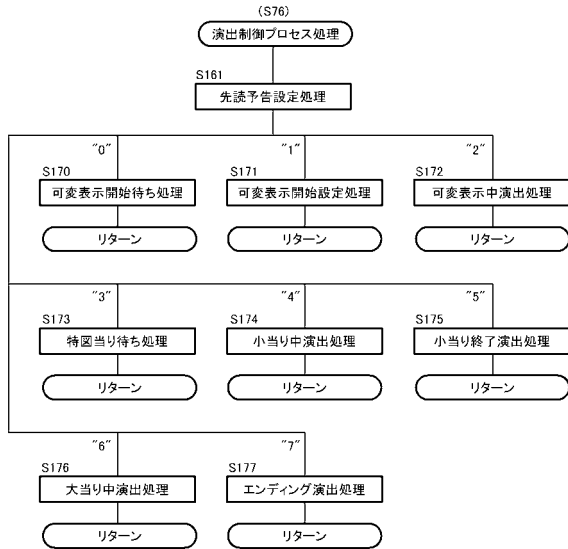 (S76)
演出制御プロセス処理
S161
先読予告設定処理
"0" "1" "2"
S170 S171 S172
可変表示開始待ち処理 可変表示開始設定処理 可変表示中演出処理
リターン リターン リターン
"3" "4" "5"
S173 S174 S175
特図当り待ち処理 小当り中演出処理 小当り終了演出処理
リターン リターン リターン
"6" "7"
S176 S177
大当り中演出処理 エンディング演出処理
リターン リターン